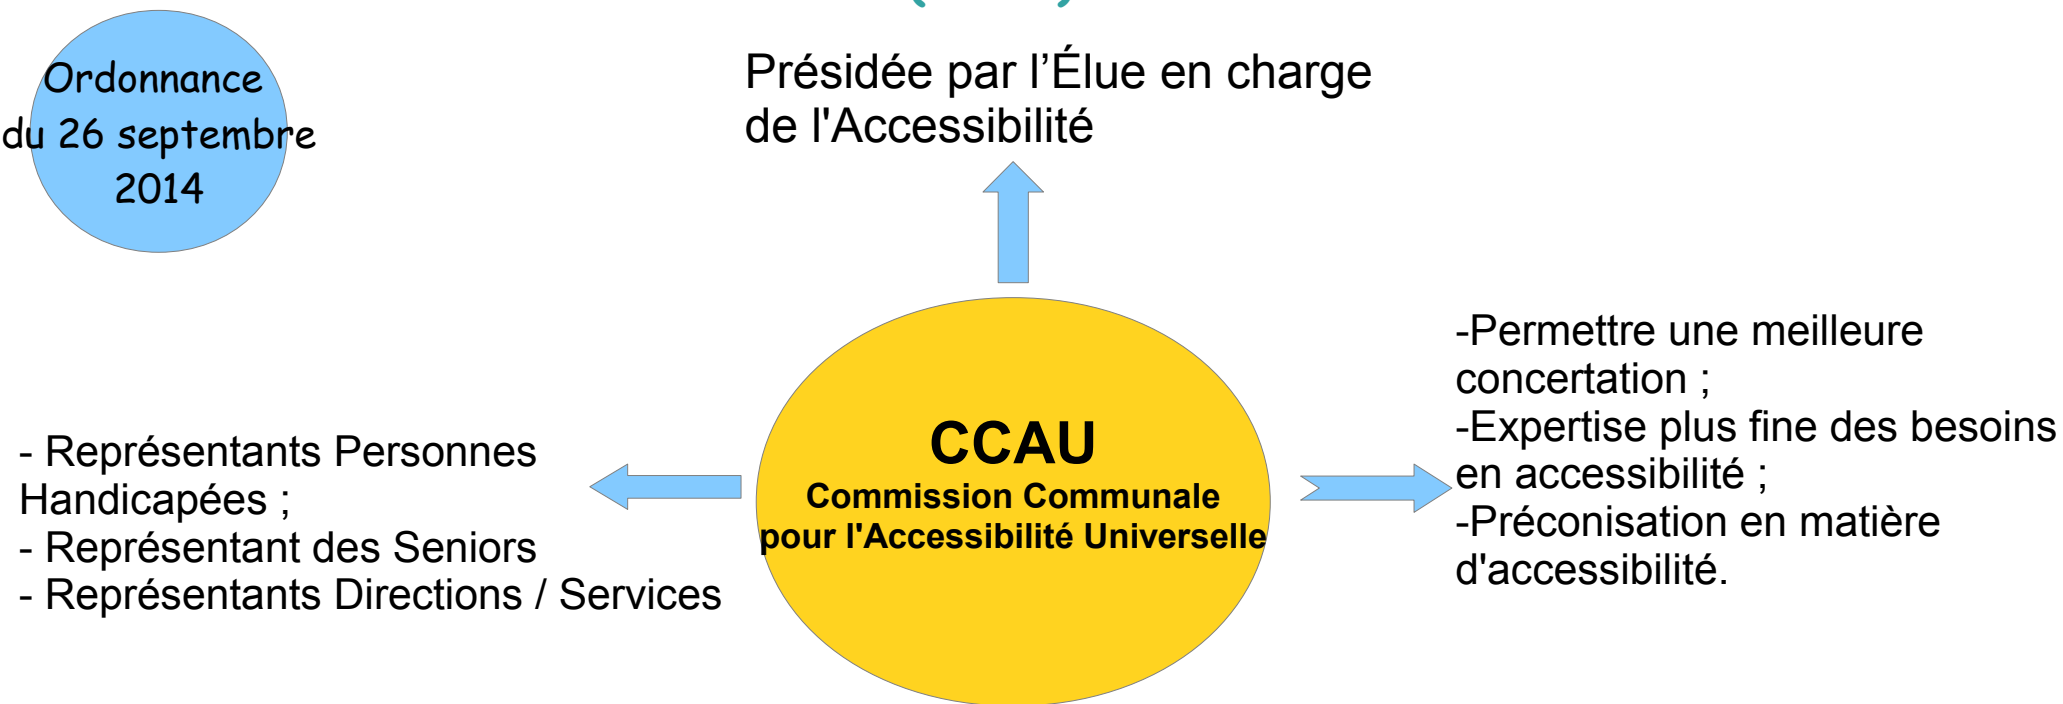 Ordonnance
du 26 septembre
2014
Présidée par l’Élue en charge
de l'Accessibilité
- Représentants Personnes
Handicapées ;
- Représentant des Seniors
- Représentants Directions / Services
CCAU
Commission Communale
pour l'Accessibilité Universelle
-Permettre une meilleure
concertation ;
-Expertise plus fine des besoins
en accessibilité ;
-Préconisation en matière
d'accessibilité.